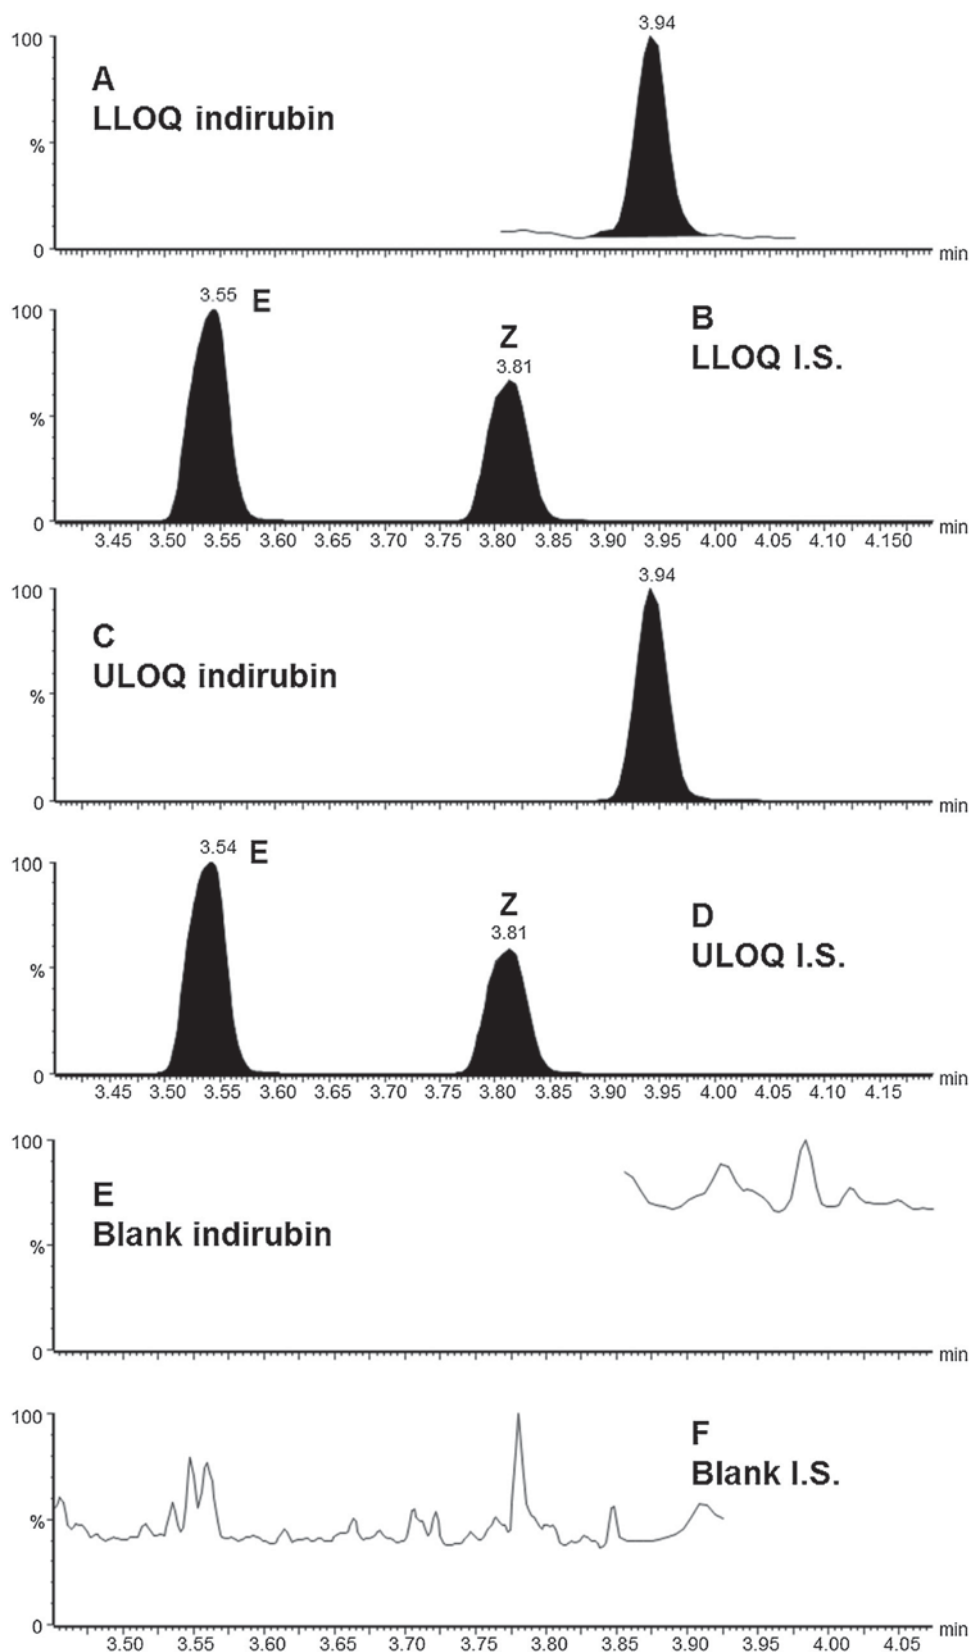 3.94
100
A
LLOQ indirubin
%
0
min
3.55
E
100
Z
3.81
B
LLOQ I.S.
%
0
3.45 3.50 3.55 3.60 3.65 3.70 3.75 3.80 3.85 3.90 3.95 4.00 4.05 4.10 4.150
min
3.94
100
C
ULOQ indirubin
%
0
min
3.54
E
100
Z
3.81
D
ULOQ I.S.
%
0
3.45 3.50 3.55 3.60 3.65 3.70 3.75 3.80 3.85 3.90 3.95 4.00 4.05 4.10 4.15
min
100
E
Blank indirubin
%
0
min
100
F
Blank I.S.
%
0
3.50 3.55 3.60 3.65 3.70 3.75 3.80 3.85 3.90 3.95 4.00 4.05
min